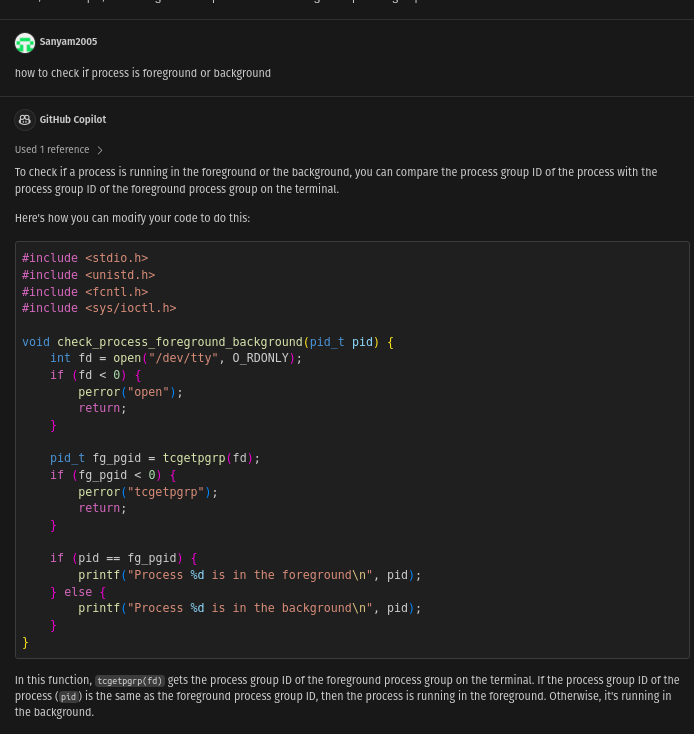 Sanyam2005
how to check if process is foreground or background
GitHub Copilot
Used 1 reference
To check if a process is running in the foreground or the background, you can compare the process group ID of the process with the
process group ID of the foreground process group on the terminal.
Here's how you can modify your code to do this:
#include <stdio.h>
#include <unistd.h>
#include <fcntl.h>
#include <sys/ioctl.h>
void check_process_foreground_background(pid_t pid) {
    int fd = open("/dev/tty", O_RDONLY);
    if (fd < 0) {
        perror("open");
        return;
    }
    pid_t fg_pgid = tcgetpgrp(fd);
    if (fg_pgid < 0) {
        perror("tcgetpgrp");
        return;
    }
    if (pid == fg_pgid) {
        printf("Process %d is in the foreground\n", pid);
    } else {
        printf("Process %d is in the background\n", pid);
    }
}
In this function, tcgetpgrp(fd) gets the process group ID of the foreground process group on the terminal. If the process group ID of the
process (pid) is the same as the foreground process group ID, then the process is running in the foreground. Otherwise, it's running in
the background.